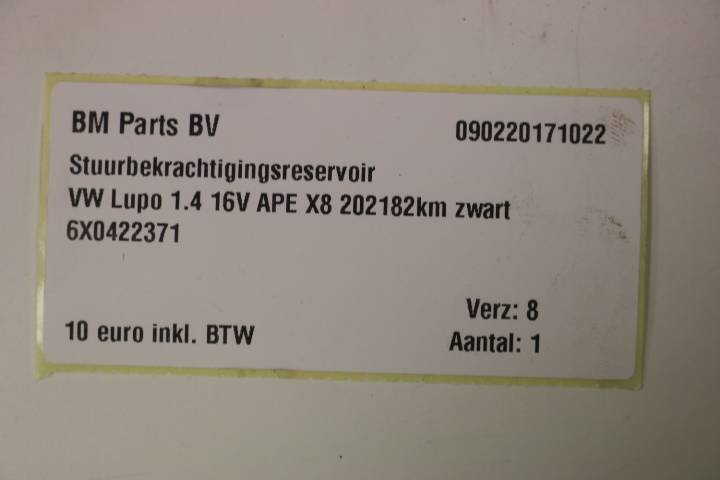 BM Parts BV 090220171022
Stuurbekrachtigingsreservoir
VW Lupo 1.4 16V APE X8 202182km zwart
6X0422371
Verz: 8
10 euro inkl. BTW Aantal: 1